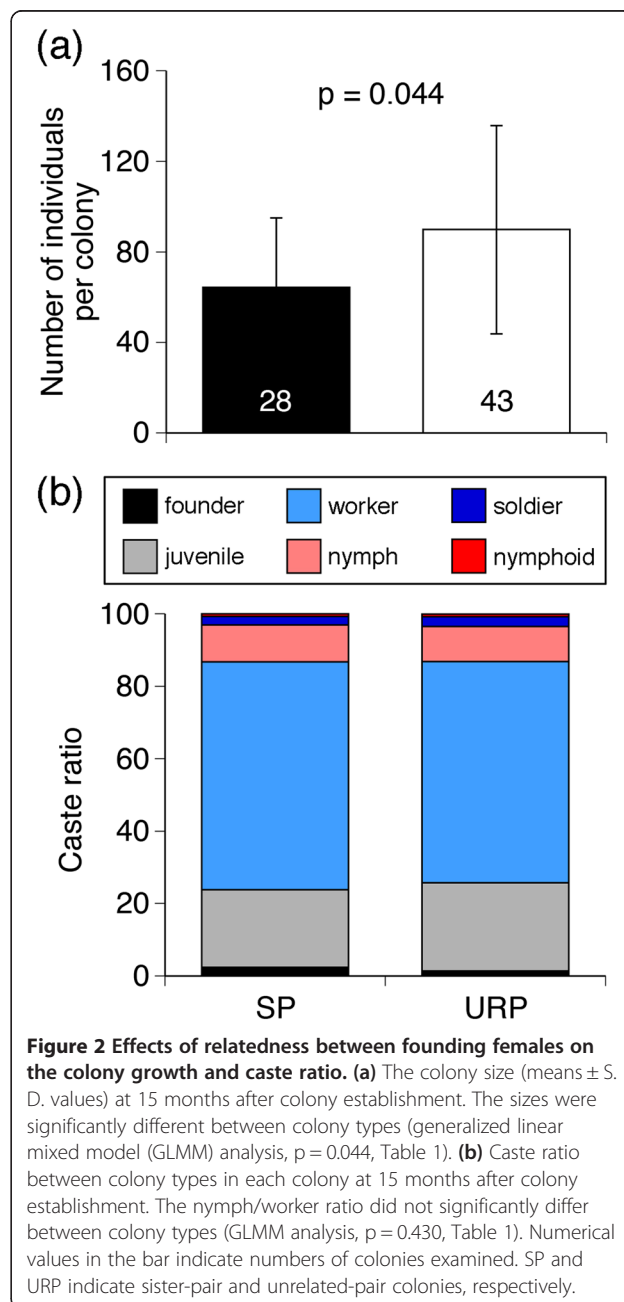 (a)
160
120
80
40
0
Number of individuals
per colony
p = 0.044
28
43
(b)
founder worker soldier
juvenile nymph nymphoid
100
80
60
40
20
0
Caste ratio
SP URP
Figure 2 Effects of relatedness between founding females on
the colony growth and caste ratio. (a) The colony size (means ± S.
D. values) at 15 months after colony establishment. The sizes were
significantly different between colony types (generalized linear
mixed model (GLMM) analysis, p = 0.044, Table 1). (b) Caste ratio
between colony types in each colony at 15 months after colony
establishment. The nymph/worker ratio did not significantly differ
between colony types (GLMM analysis, p = 0.430, Table 1). Numerical
values in the bar indicate numbers of colonies examined. SP and
URP indicate sister-pair and unrelated-pair colonies, respectively.